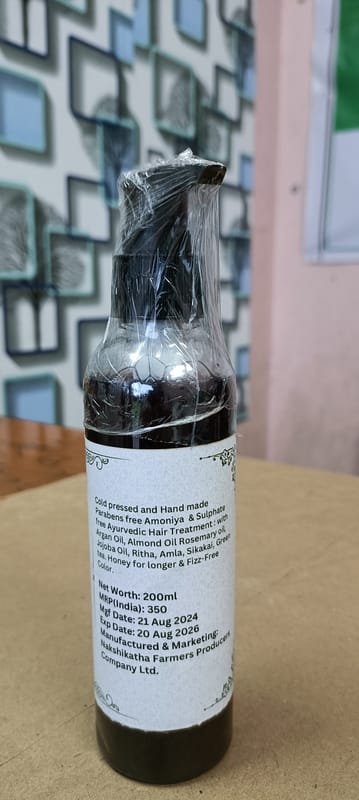 Cold pressed and Hand made
Parabens free Amoniya & Sulphate
free Ayurvedic Hair Treatment : with
Argan Oil, Almond Oil Rosemary oil,
Jojoba Oil, Ritha, Amla, Sikakai, Green
tea. Honey for longer & Fizz-Free
Color.
Net Worth: 200ml
MRP(India): 350
Mgf Date: 21 Aug 2024
Exp Date: 20 Aug 2026
Manufactured & Marketing:
Nakshikatha Farmers Producers
Company Ltd.